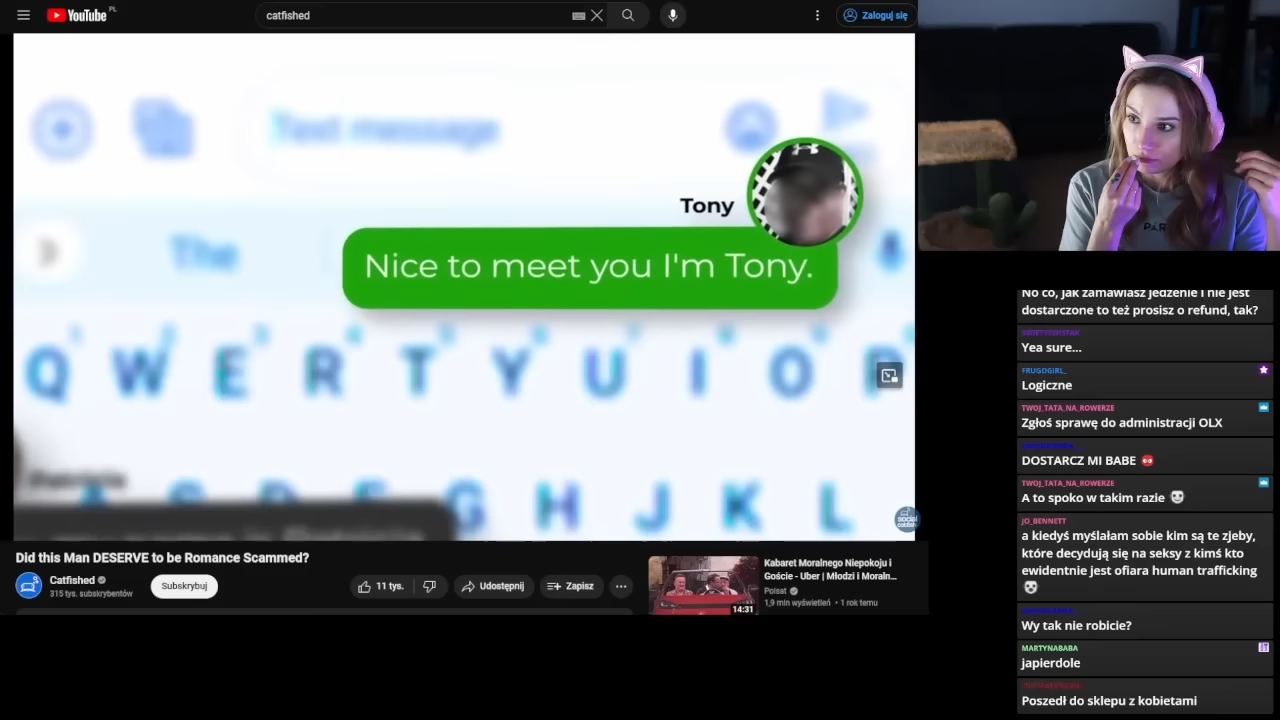 YouTube PL
catfished
Zaloguj się
Text message
Tony
The
Nice to meet you I'm Tony.
Q W E R T Y U I O P
A S D F G H J K L
social catfish
Did this Man DESERVE to be Romance Scammed?
Catfished
315 tys. subskrybentów
Subskrybuj
11 tys.
Udostępnij
Zapisz
14:31
Kabaret Moralnego Niepokoju i
Goście - Uber | Młodzi i Moraln...
Polsat
1,9 mln wyświetleń • 1 rok temu
PAR
No co, jak zamawiasz jedzenie i nie jest
dostarczone to też prosisz o refund, tak?
Yea sure...
FRUGOGIRL_
Logiczne
TWOJ_TATA_NA_ROWERZE
Zgłoś sprawę do administracji OLX
DOSTARCZ MI BABE
TWOJ_TATA_NA_ROWERZE
A to spoko w takim razie
JO_BENNETT
a kiedyś myślałam sobie kim są te zjeby,
które decydują się na seksy z kimś kto
ewidentnie jest ofiara human trafficking
Wy tak nie robicie?
MARTYNABABA
japierdole
Poszedł do sklepu z kobietami